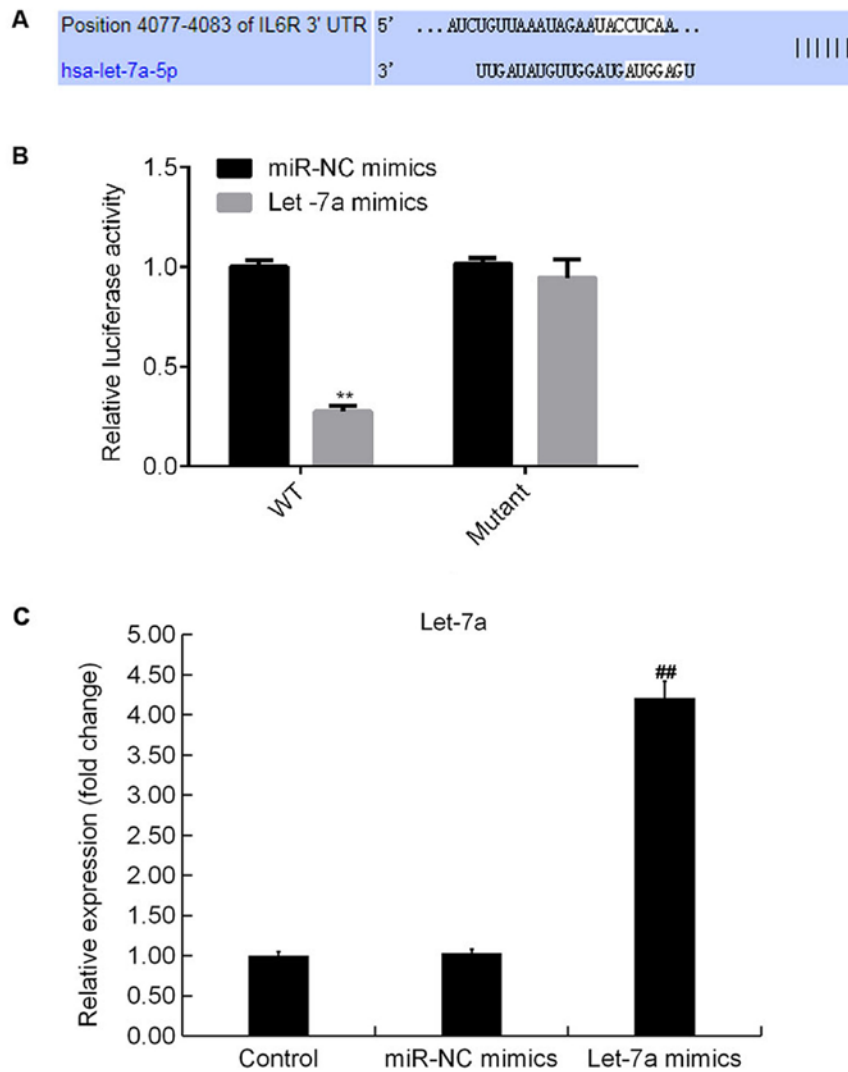 A
Position 4077-4083 of IL6R 3' UTR 5' ...AUCUGUUAAAUAGAAUACCUCAA...
||||||
hsa-let-7a-5p 3' UUGAUAUGUUGGAUGAUGGAGU
B
1.5
1.0
0.5
0.0
Relative luciferase activity
miR-NC mimics
Let -7a mimics
**
WT
Mutant
C
Let-7a
5.00
4.50
4.00
3.50
3.00
2.50
2.00
1.50
1.00
0.50
0.00
Relative expression (fold change)
##
Control
miR-NC mimics
Let-7a mimics